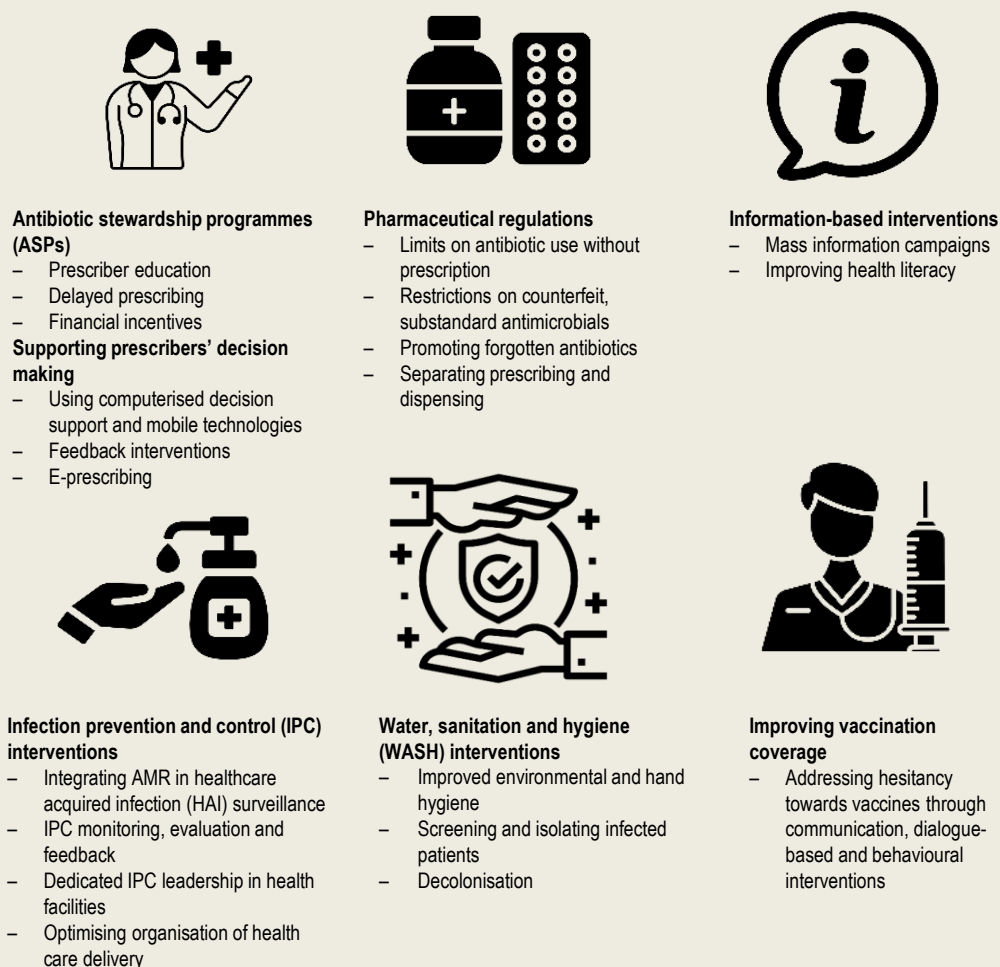 Antibiotic stewardship programmes
(ASPs)
– Prescriber education
– Delayed prescribing
– Financial incentives
Supporting prescribers’ decision
making
– Using computerised decision
support and mobile technologies
– Feedback interventions
– E-prescribing
Pharmaceutical regulations
– Limits on antibiotic use without
prescription
– Restrictions on counterfeit,
substandard antimicrobials
– Promoting forgotten antibiotics
– Separating prescribing and
dispensing
i
Information-based interventions
– Mass information campaigns
– Improving health literacy
Infection prevention and control (IPC)
interventions
– Integrating AMR in healthcare
acquired infection (HAI) surveillance
– IPC monitoring, evaluation and
feedback
– Dedicated IPC leadership in health
facilities
– Optimising organisation of health
care delivery
Water, sanitation and hygiene
(WASH) interventions
– Improved environmental and hand
hygiene
– Screening and isolating infected
patients
– Decolonisation
Improving vaccination
coverage
– Addressing hesitancy
towards vaccines through
communication, dialogue-
based and behavioural
interventions